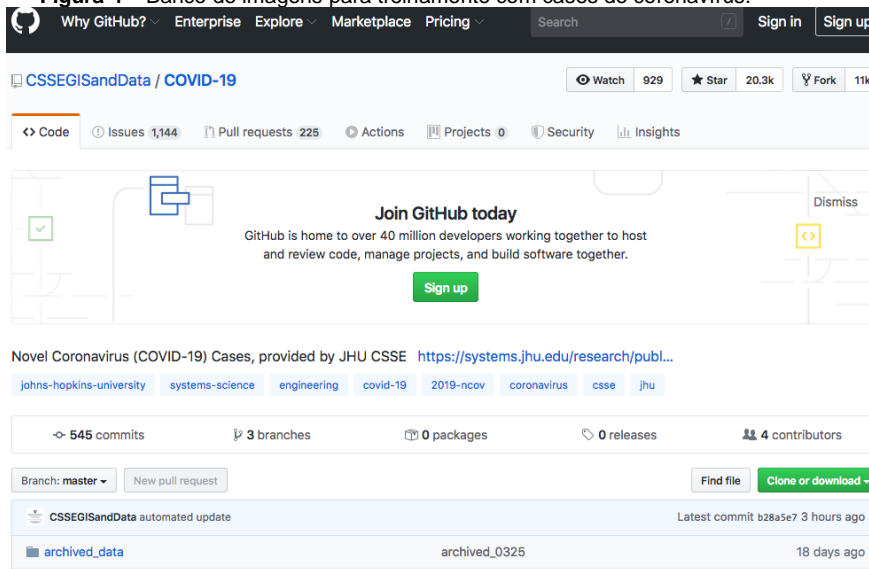 Figura 1 – Banco de imagens para treinamento com casos de coronavírus.
Why GitHub? Enterprise Explore Marketplace Pricing Search / Sign in Sign up
CSSEGISandData / COVID-19 Watch 929 Star 20.3k Fork 11k
<> Code Issues 1,144 Pull requests 225 Actions Projects 0 Security Insights
Dismiss
Join GitHub today
GitHub is home to over 40 million developers working together to host
and review code, manage projects, and build software together.
Sign up
Novel Coronavirus (COVID-19) Cases, provided by JHU CSSE https://systems.jhu.edu/research/publ...
johns-hopkins-university systems-science engineering covid-19 2019-ncov coronavirus csse jhu
545 commits 3 branches 0 packages 0 releases 4 contributors
Branch: master New pull request Find file Clone or download
CSSEGISandData automated update Latest commit b28a5e7 3 hours ago
archived_data archived_0325 18 days ago